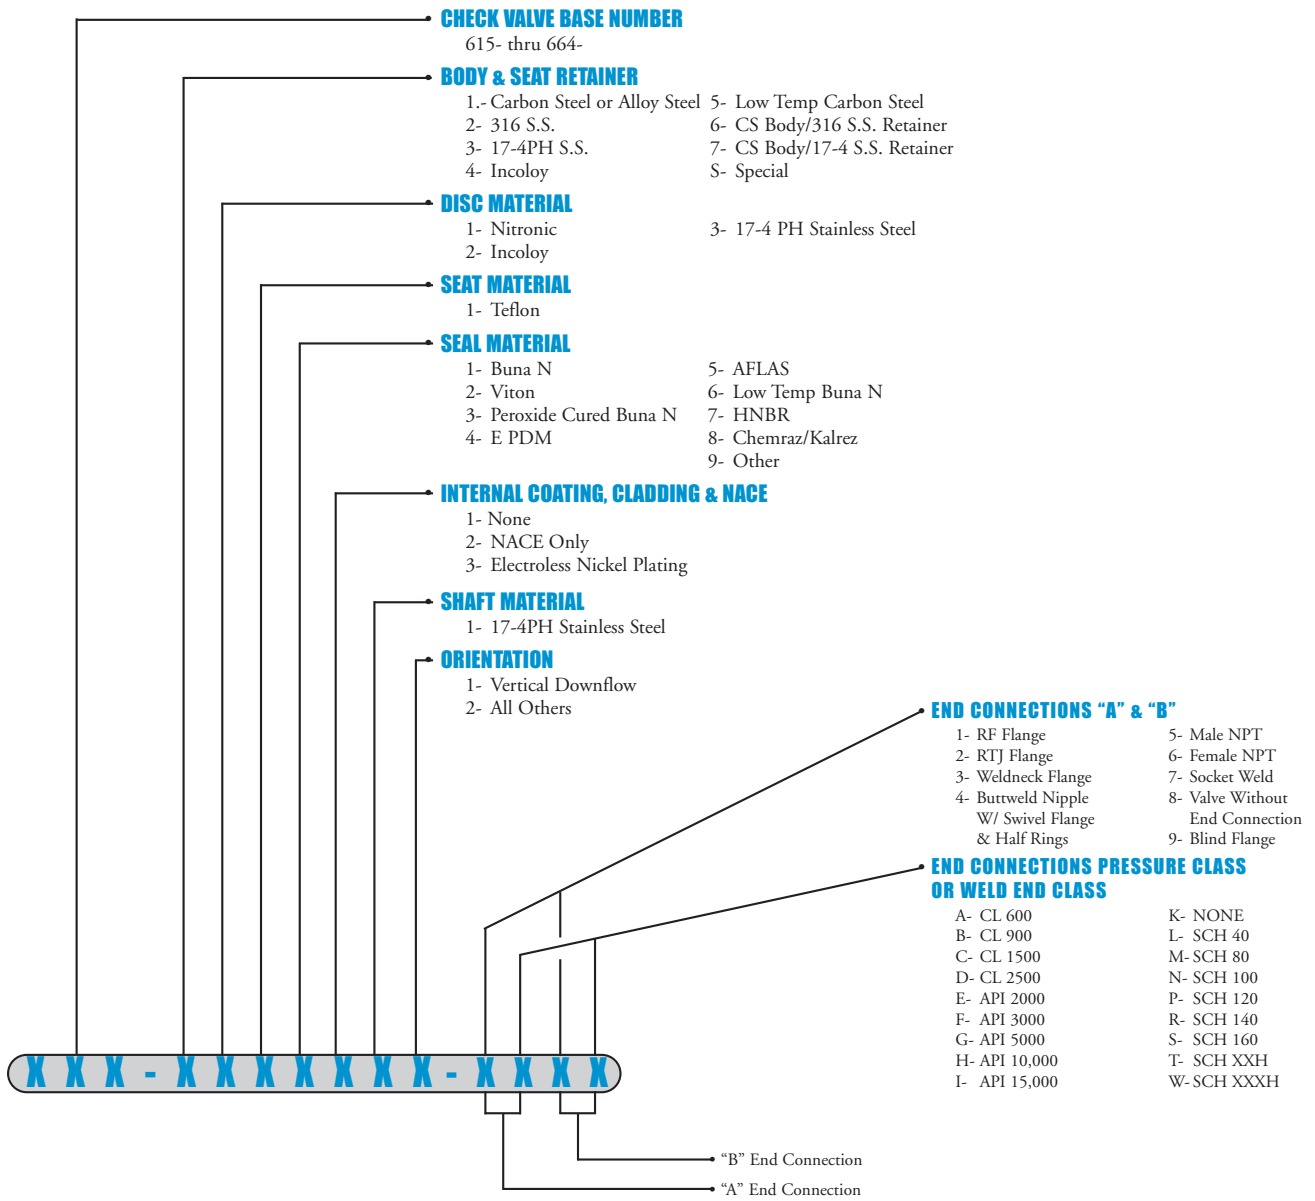 CHECK VALVE BASE NUMBER
615- thru 664-
BODY & SEAT RETAINER
1.- Carbon Steel or Alloy Steel 5- Low Temp Carbon Steel
2- 316 S.S. 6- CS Body/316 S.S. Retainer
3- 17-4PH S.S. 7- CS Body/17-4 S.S. Retainer
4- Incoloy S- Special
DISC MATERIAL
1- Nitronic 3- 17-4 PH Stainless Steel
2- Incoloy
SEAT MATERIAL
1- Teflon
SEAL MATERIAL
1- Buna N 5- AFLAS
2- Viton 6- Low Temp Buna N
3- Peroxide Cured Buna N 7- HNBR
4- E PDM 8- Chemraz/Kalrez
9- Other
INTERNAL COATING, CLADDING & NACE
1- None
2- NACE Only
3- Electroless Nickel Plating
SHAFT MATERIAL
1- 17-4PH Stainless Steel
ORIENTATION
1- Vertical Downflow
2- All Others
END CONNECTIONS “A” & “B”
1- RF Flange 5- Male NPT
2- RTJ Flange 6- Female NPT
3- Weldneck Flange 7- Socket Weld
4- Buttweld Nipple 8- Valve Without
W/ Swivel Flange End Connection
& Half Rings 9- Blind Flange
END CONNECTIONS PRESSURE CLASS
OR WELD END CLASS
A- CL 600 K- NONE
B- CL 900 L- SCH 40
C- CL 1500 M- SCH 80
D- CL 2500 N- SCH 100
E- API 2000 P- SCH 120
F- API 3000 R- SCH 140
G- API 5000 S- SCH 160
H- API 10,000 T- SCH XXH
I- API 15,000 W- SCH XXXH
X X X - X X X X X X X - X X X X
“B” End Connection
“A” End Connection